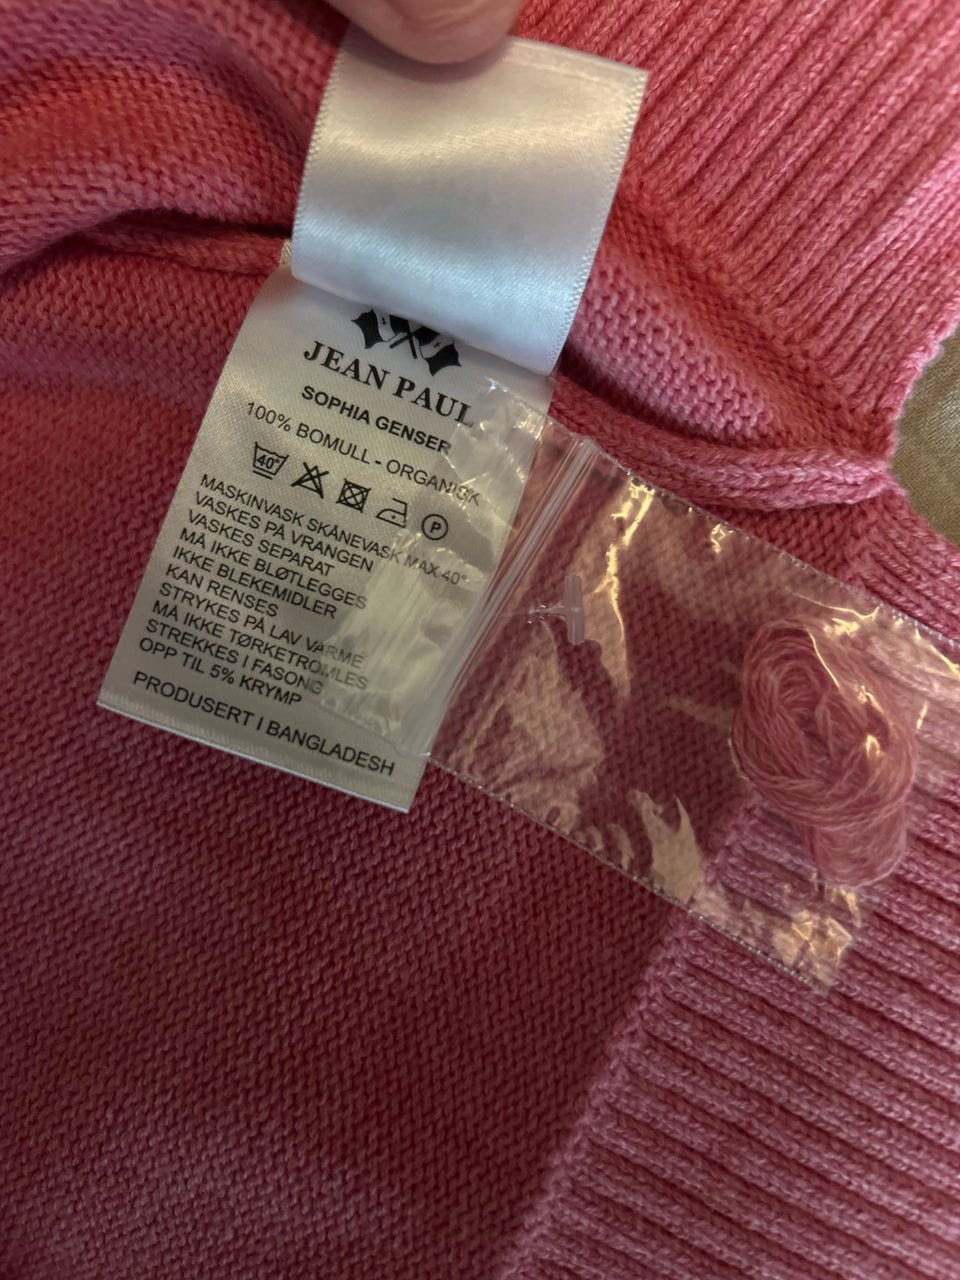 JEAN PAUL
SOPHIA GENSER
100% BOMULL - ORGANISK
40°
P
MASKINVASK SKÅNEVASK MAX 40°
VASKES PÅ VRANGEN
VASKES SEPARAT
MÅ IKKE BLØTLEGGES
IKKE BLEKEMIDLER
KAN RENSES
STRYKES PÅ LAV VARME
MÅ IKKE TØRKETROMLES
STREKKES I FASONG
OPP TIL 5% KRYMP
PRODUSERT I BANGLADESH